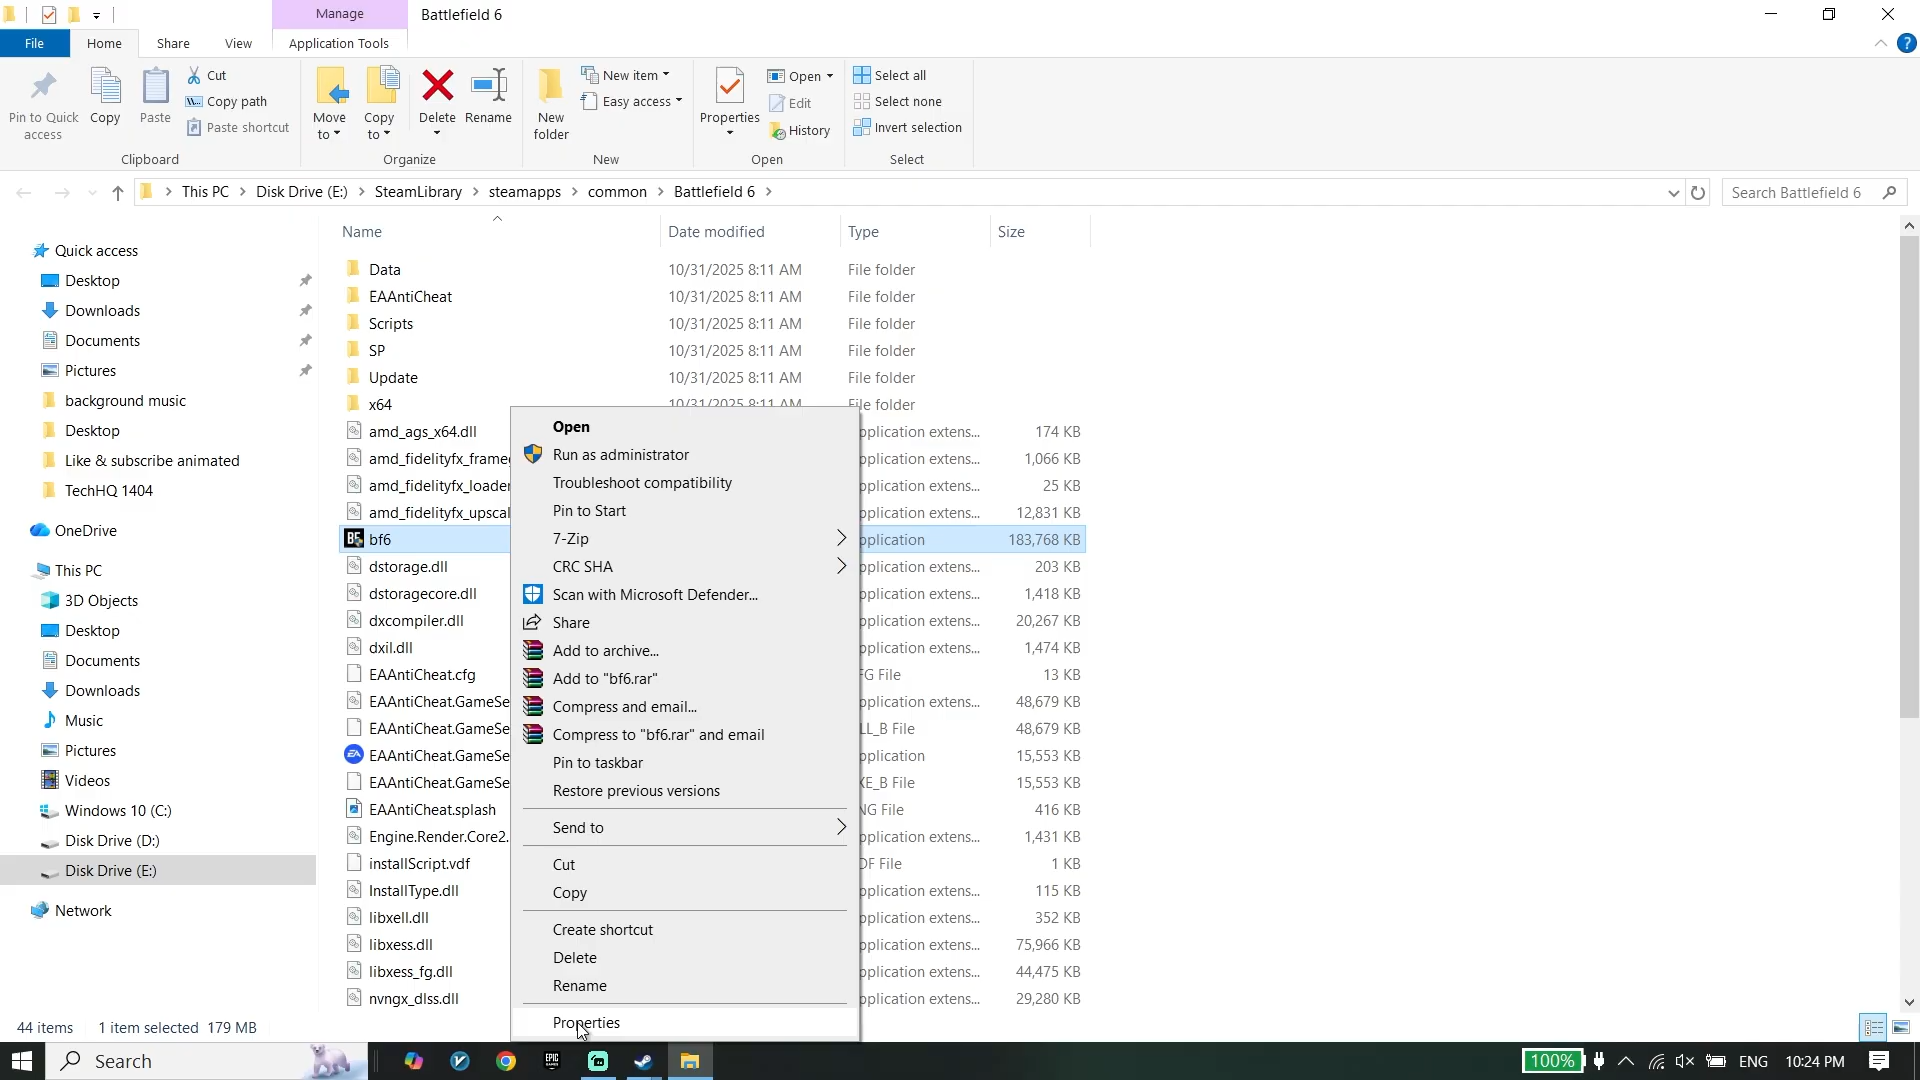 Manage
Battlefield 6
File
Home
Share
View
Application Tools
Pin to Quick access
Copy
Paste
Cut
Copy path
Paste shortcut
Clipboard
Move to
Copy to
Delete
Rename
Organize
New folder
New item
Easy access
New
Properties
Open
Edit
History
Open
Select all
Select none
Invert selection
Select
This PC
Disk Drive (E:)
SteamLibrary
steamapps
common
Battlefield 6
Search Battlefield 6
Quick access
Desktop
Downloads
Documents
Pictures
background music
Desktop
Like & subscribe animated
TechHQ 1404
OneDrive
This PC
3D Objects
Desktop
Documents
Downloads
Music
Pictures
Videos
Windows 10 (C:)
Disk Drive (D:)
Disk Drive (E:)
Network
Name Date modified Type Size
Data 10/31/2025 8:11 AM File folder
EAAntiCheat 10/31/2025 8:11 AM File folder
Scripts 10/31/2025 8:11 AM File folder
SP 10/31/2025 8:11 AM File folder
Update 10/31/2025 8:11 AM File folder
x64 10/31/2025 8:11 AM File folder
amd_ags_x64.dll pplication extens... 174 KB
amd_fidelityfx_frame pplication extens... 1,066 KB
amd_fidelityfx_loader pplication extens... 25 KB
amd_fidelityfx_upscal pplication extens... 12,831 KB
bf6 pplication 183,768 KB
dstorage.dll pplication extens... 203 KB
dstoragecore.dll pplication extens... 1,418 KB
dxcompiler.dll pplication extens... 20,267 KB
dxil.dll pplication extens... 1,474 KB
EAAntiCheat.cfg FG File 13 KB
EAAntiCheat.GameSe pplication extens... 48,679 KB
EAAntiCheat.GameSe LL_B File 48,679 KB
EAAntiCheat.GameSe pplication 15,553 KB
EAAntiCheat.GameSe XE_B File 15,553 KB
EAAntiCheat.splash NG File 416 KB
Engine.Render.Core2. pplication extens... 1,431 KB
installScript.vdf DF File 1 KB
InstallType.dll pplication extens... 115 KB
libxell.dll pplication extens... 352 KB
libxess.dll pplication extens... 75,966 KB
libxess_fg.dll pplication extens... 44,475 KB
nvngx_dlss.dll pplication extens... 29,280 KB
Open
Run as administrator
Troubleshoot compatibility
Pin to Start
7-Zip
CRC SHA
Scan with Microsoft Defender...
Share
Add to archive...
Add to "bf6.rar"
Compress and email...
Compress to "bf6.rar" and email
Pin to taskbar
Restore previous versions
Send to
Cut
Copy
Create shortcut
Delete
Rename
Properties
44 items 1 item selected 179 MB
Search
EPIC GAMES
100%
ENG
10:24 PM